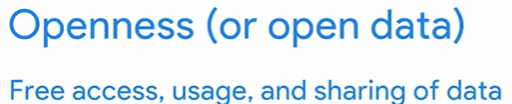 Openness (or open data)
Free access, usage, and sharing of data